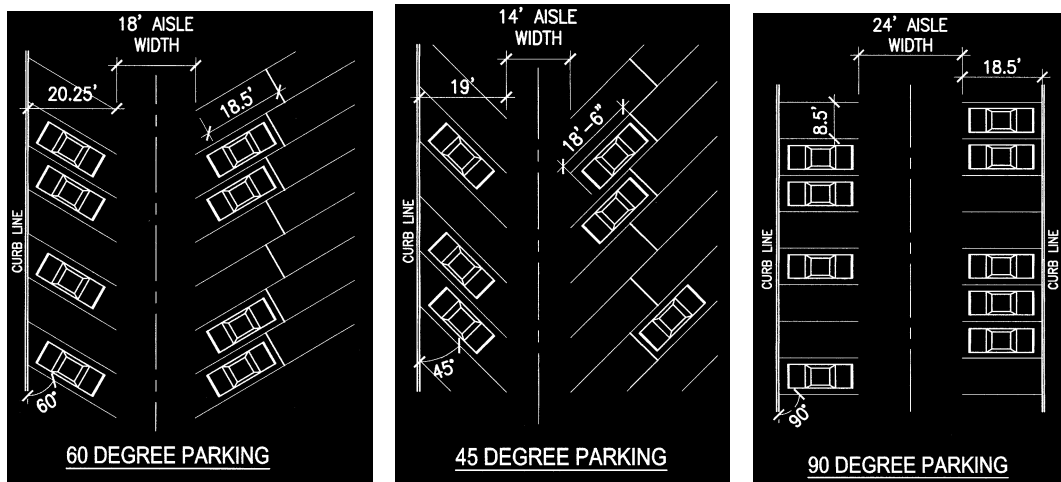 18' AISLE
WIDTH
20.25'
18.5'
CURB LINE
60°
60 DEGREE PARKING
14' AISLE
WIDTH
19'
18'-6"
CURB LINE
45°
45 DEGREE PARKING
24' AISLE
WIDTH
18.5'
8.5'
CURB LINE
CURB LINE
90°
90 DEGREE PARKING